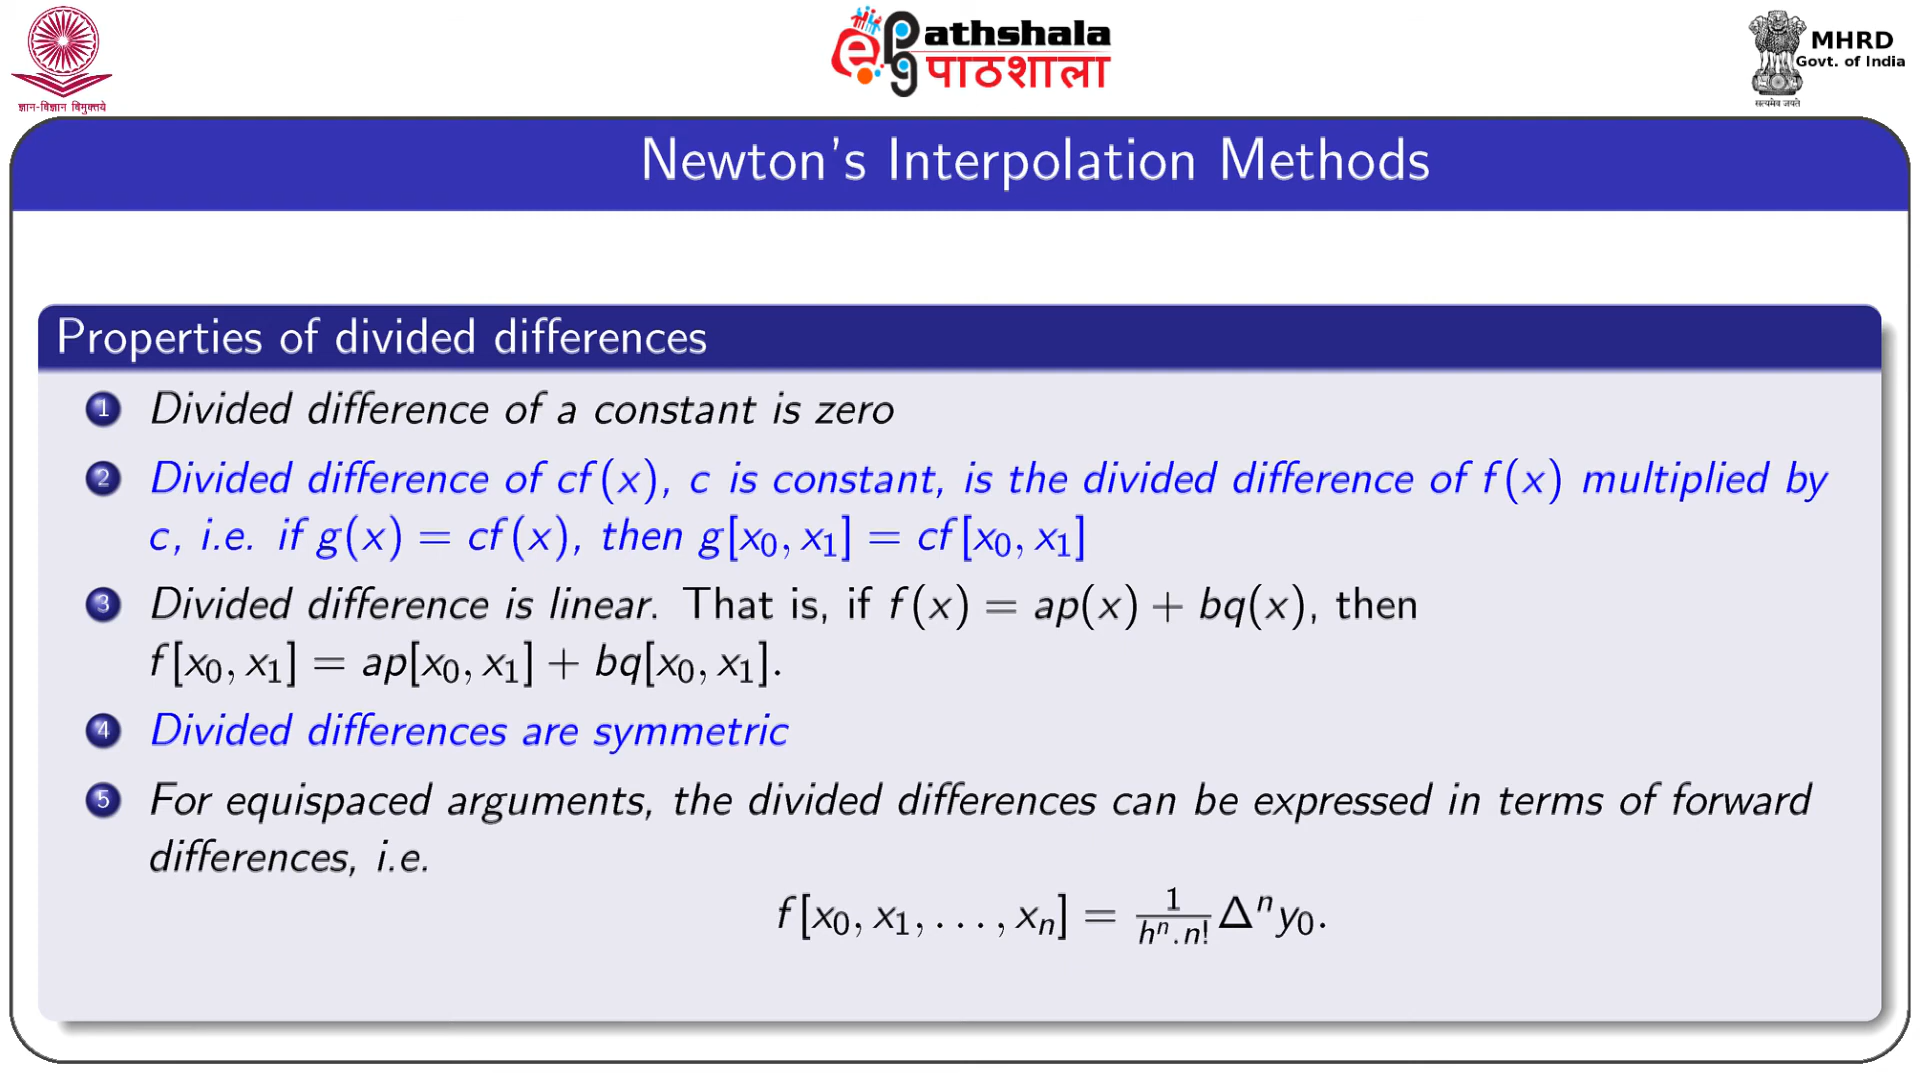 ज्ञान-विज्ञान विमुक्तये
ePG Pathshala
पाठशाला
MHRD
Govt. of India
सत्यमेव जयते
Newton's Interpolation Methods
Properties of divided differences
1 Divided difference of a constant is zero
2 Divided difference of cf(x), c is constant, is the divided difference of f(x) multiplied by
c, i.e. if g(x) = cf(x), then g[x₀, x₁] = cf[x₀, x₁]
3 Divided difference is linear. That is, if f(x) = ap(x) + bq(x), then
f[x₀, x₁] = ap[x₀, x₁] + bq[x₀, x₁].
4 Divided differences are symmetric
5 For equispaced arguments, the divided differences can be expressed in terms of forward
differences, i.e.
f[x₀, x₁, . . . , xₙ] = 1/(hⁿ.n!) Δⁿy₀.